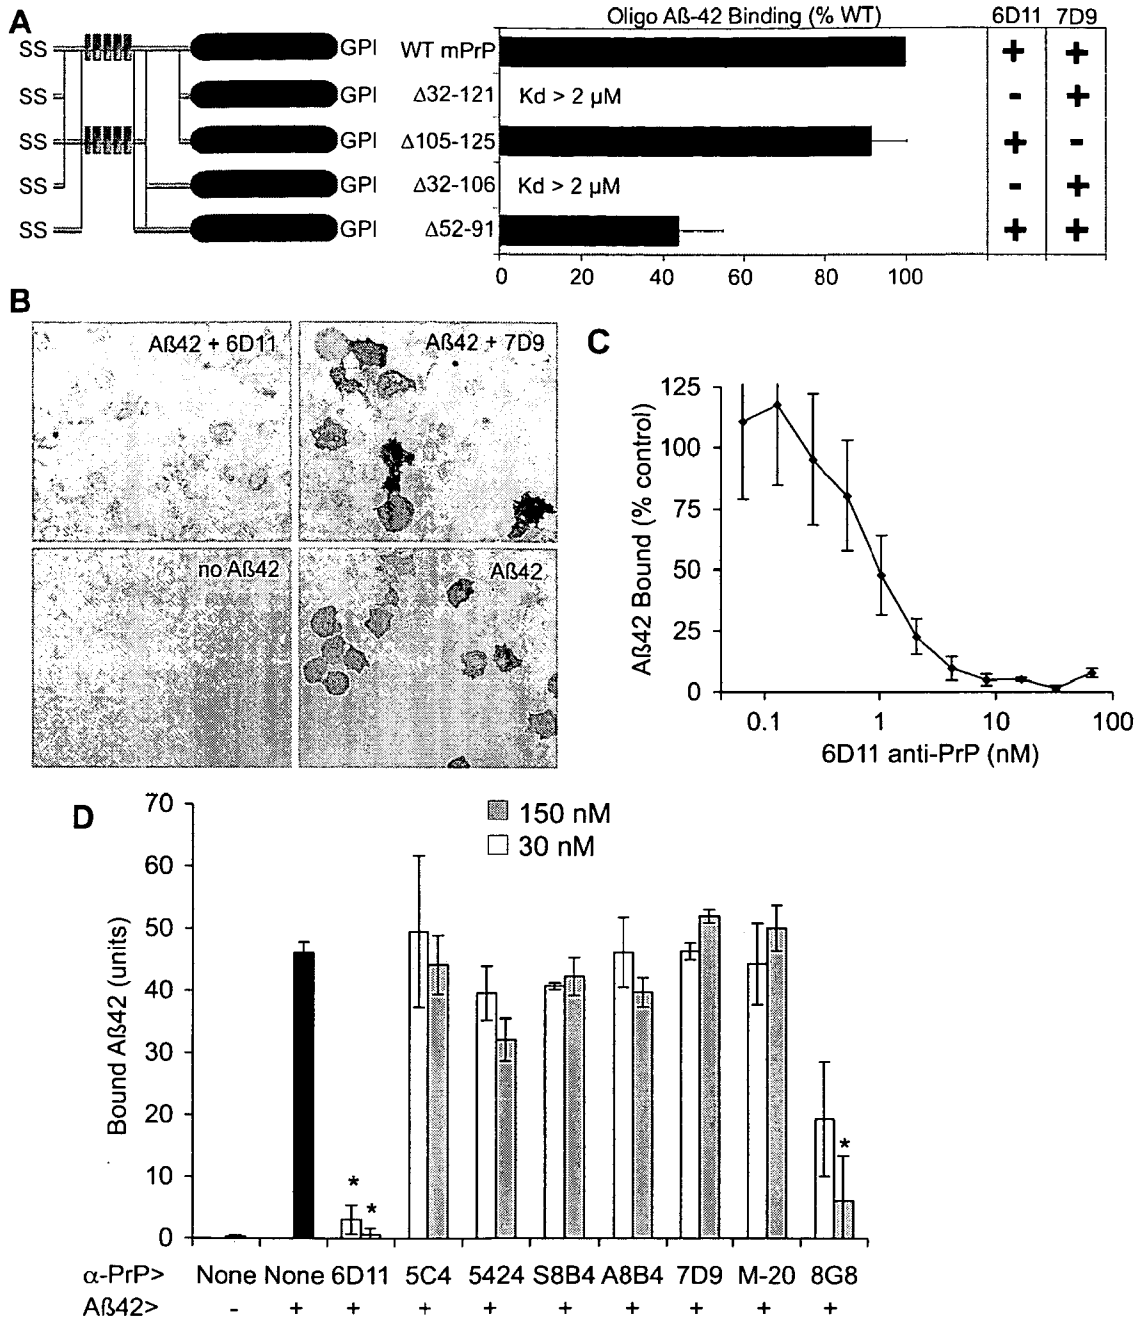 A
Oligo Aß-42 Binding (% WT)
6D11
7D9
SS GPI WT mPrP + +
SS GPI Δ32-121 Kd > 2 µM - +
SS GPI Δ105-125 + -
SS GPI Δ32-106 Kd > 2 µM - +
SS GPI Δ52-91 + +
0 20 40 60 80 100
B
Aß42 + 6D11
Aß42 + 7D9
no Aß42
Aß42
C
Aß42 Bound (% control)
125
100
75
50
25
0
0.1 1 10 100
6D11 anti-PrP (nM)
D
150 nM
30 nM
Bound Aß42 (units)
70
60
50
40
30
20
10
0
* * *
α-PrP> None None 6D11 5C4 5424 S8B4 A8B4 7D9 M-20 8G8
Aß42> - + + + + + + + + +